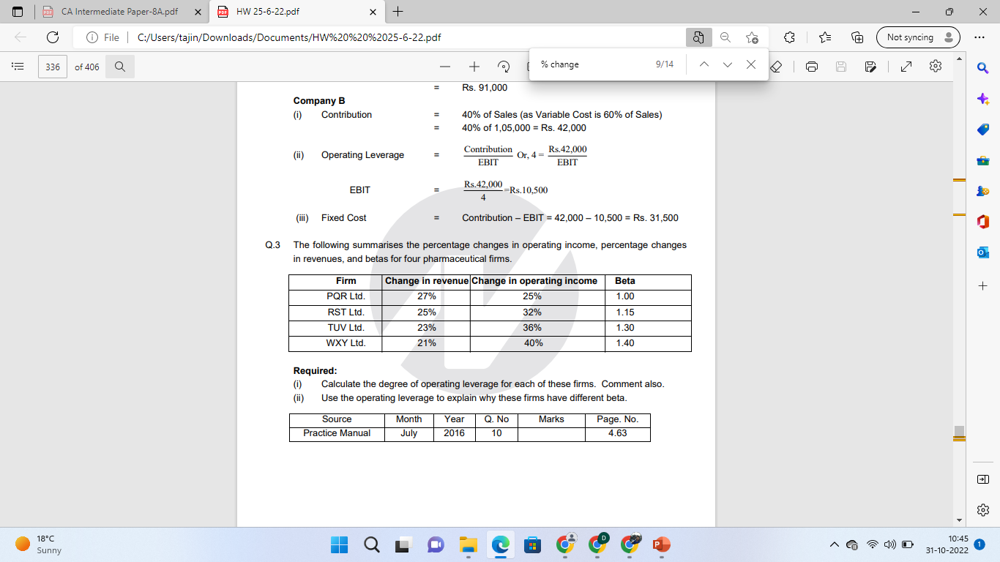 CA Intermediate Paper-8A.pdf
HW 25-6-22.pdf
File
C:/Users/tajin/Downloads/Documents/HW%20%20%2025-6-22.pdf
Not syncing
336 of 406
% change 9/14
= Rs. 91,000
Company B
(i) Contribution = 40% of Sales (as Variable Cost is 60% of Sales)
= 40% of 1,05,000 = Rs. 42,000
(ii) Operating Leverage = Contribution / EBIT Or, 4 = Rs.42,000 / EBIT
EBIT = Rs.42,000 / 4 =Rs.10,500
(iii) Fixed Cost = Contribution – EBIT = 42,000 – 10,500 = Rs. 31,500
Q.3 The following summarises the percentage changes in operating income, percentage changes
in revenues, and betas for four pharmaceutical firms.
Firm Change in revenue Change in operating income Beta
PQR Ltd. 27% 25% 1.00
RST Ltd. 25% 32% 1.15
TUV Ltd. 23% 36% 1.30
WXY Ltd. 21% 40% 1.40
Required:
(i) Calculate the degree of operating leverage for each of these firms. Comment also.
(ii) Use the operating leverage to explain why these firms have different beta.
Source Month Year Q. No Marks Page. No.
Practice Manual July 2016 10 4.63
18°C
Sunny
10:45
31-10-2022
1